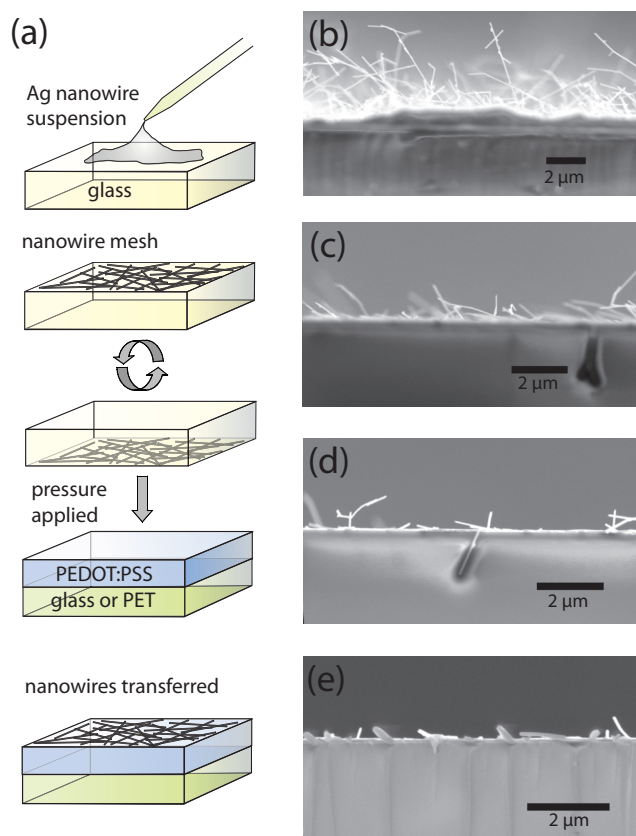 (a)
Ag nanowire
suspension
glass
nanowire mesh
pressure
applied
PEDOT:PSS
glass or PET
nanowires transferred
(b)
2 μm
(c)
2 μm
(d)
2 μm
(e)
2 μm